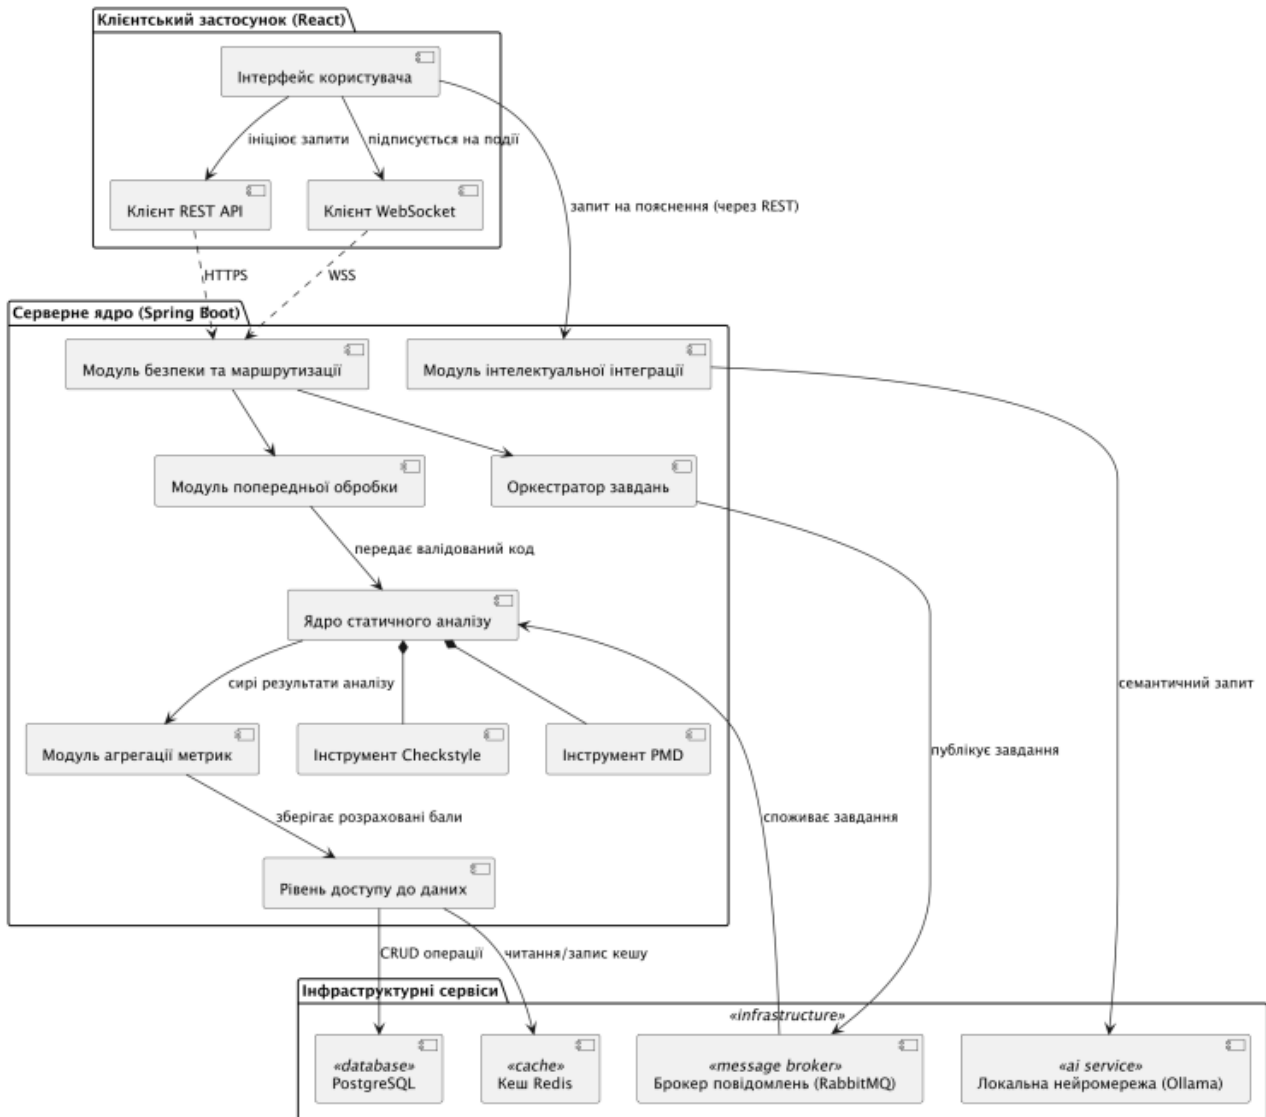 Клієнтський застосунок (React)
Інтерфейс користувача
ініціює запити
підписується на події
Клієнт REST API
Клієнт WebSocket
запит на пояснення (через REST)
HTTPS
WSS
Серверне ядро (Spring Boot)
Модуль безпеки та маршрутизації
Модуль інтелектуальної інтеграції
Модуль попередньої обробки
Оркестратор завдань
передає валідований код
Ядро статичного аналізу
сирі результати аналізу
семантичний запит
Модуль агрегації метрик
Інструмент Checkstyle
Інструмент PMD
публікує завдання
зберігає розраховані бали
споживає завдання
Рівень доступу до даних
CRUD операції
читання/запис кешу
Інфраструктурні сервіси
«infrastructure»
«database»
PostgreSQL
«cache»
Кеш Redis
«message broker»
Брокер повідомлень (RabbitMQ)
«ai service»
Локальна нейромережа (Ollama)